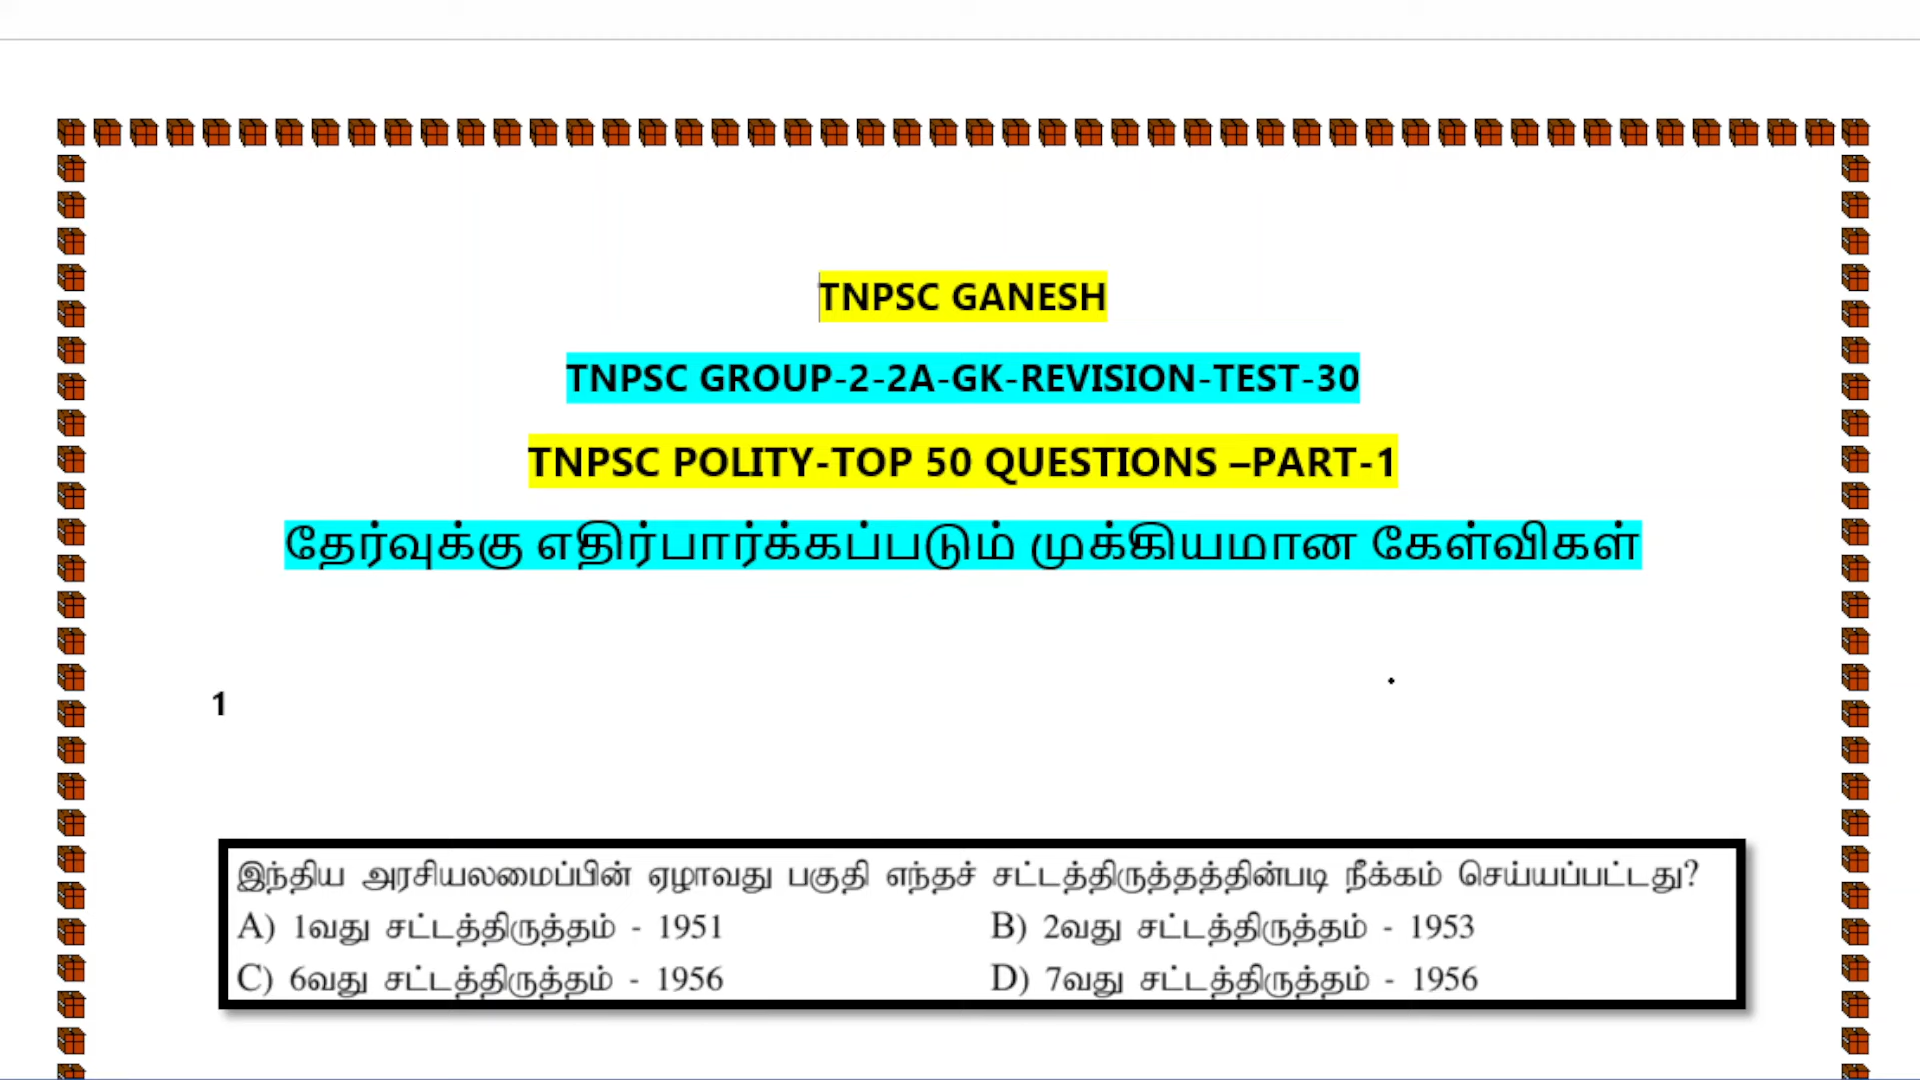 TNPSC GANESH
TNPSC GROUP-2-2A-GK-REVISION-TEST-30
TNPSC POLITY-TOP 50 QUESTIONS –PART-1
தேர்வுக்கு எதிர்பார்க்கப்படும் முக்கியமான கேள்விகள்
1
இந்திய அரசியலமைப்பின் ஏழாவது பகுதி எந்தச் சட்டத்திருத்தத்தின்படி நீக்கம் செய்யப்பட்டது?
A) 1வது சட்டத்திருத்தம் - 1951 B) 2வது சட்டத்திருத்தம் - 1953
C) 6வது சட்டத்திருத்தம் - 1956 D) 7வது சட்டத்திருத்தம் - 1956